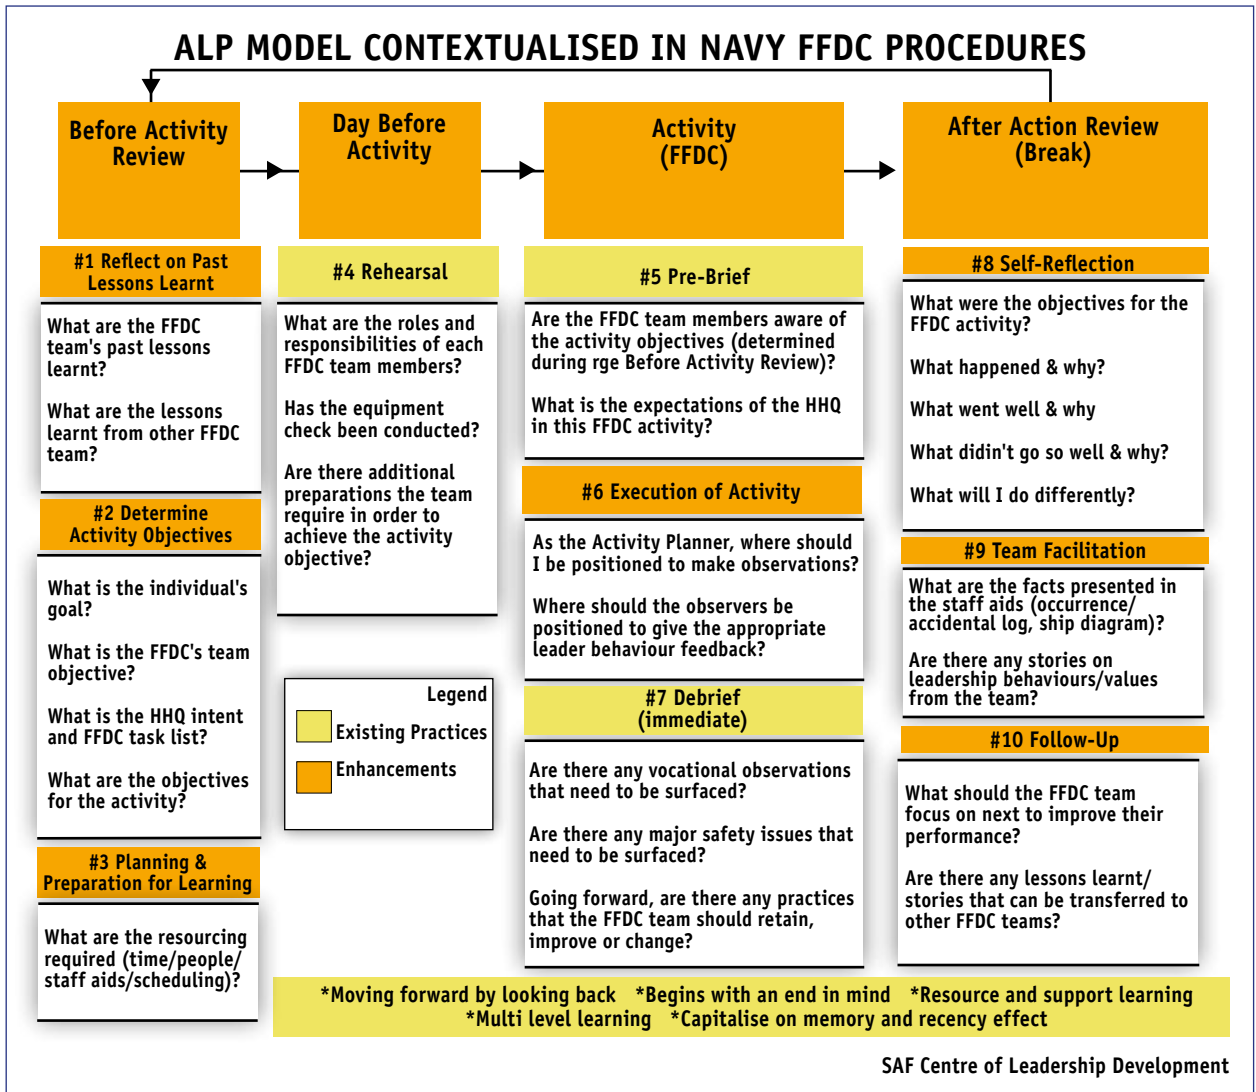 ALP MODEL CONTEXTUALISED IN NAVY FFDC PROCEDURES
Before Activity
Review
Day Before
Activity
Activity
(FFDC)
After Action Review
(Break)
#1 Reflect on Past
Lessons Learnt
What are the FFDC
team's past lessons
learnt?
What are the lessons
learnt from other FFDC
team?
#2 Determine
Activity Objectives
What is the individual's
goal?
What is the FFDC's team
objective?
What is the HHQ intent
and FFDC task list?
What are the objectives
for the activity?
#3 Planning &
Preparation for Learning
What are the resourcing
required (time/people/
staff aids/scheduling)?
#4 Rehearsal
What are the roles and
responsibilities of each
FFDC team members?
Has the equipment
check been conducted?
Are there additional
preparations the team
require in order to
achieve the activity
objective?
Legend
Existing Practices
Enhancements
#5 Pre-Brief
Are the FFDC team members aware of
the activity objectives (determined
during rge Before Activity Review)?
What is the expectations of the HHQ
in this FFDC activity?
#6 Execution of Activity
As the Activity Planner, where should
I be positioned to make observations?
Where should the observers be
positioned to give the appropriate
leader behaviour feedback?
#7 Debrief
(immediate)
Are there any vocational observations
that need to be surfaced?
Are there any major safety issues that
need to be surfaced?
Going forward, are there any practices
that the FFDC team should retain,
improve or change?
#8 Self-Reflection
What were the objectives for the
FFDC activity?
What happened & why?
What went well & why
What didin't go so well & why?
What will I do differently?
#9 Team Facilitation
What are the facts presented in
the staff aids (occurrence/
accidental log, ship diagram)?
Are there any stories on
leadership behaviours/values
from the team?
#10 Follow-Up
What should the FFDC team
focus on next to improve their
performance?
Are there any lessons learnt/
stories that can be transferred to
other FFDC teams?
*Moving forward by looking back *Begins with an end in mind *Resource and support learning
*Multi level learning *Capitalise on memory and recency effect
SAF Centre of Leadership Development